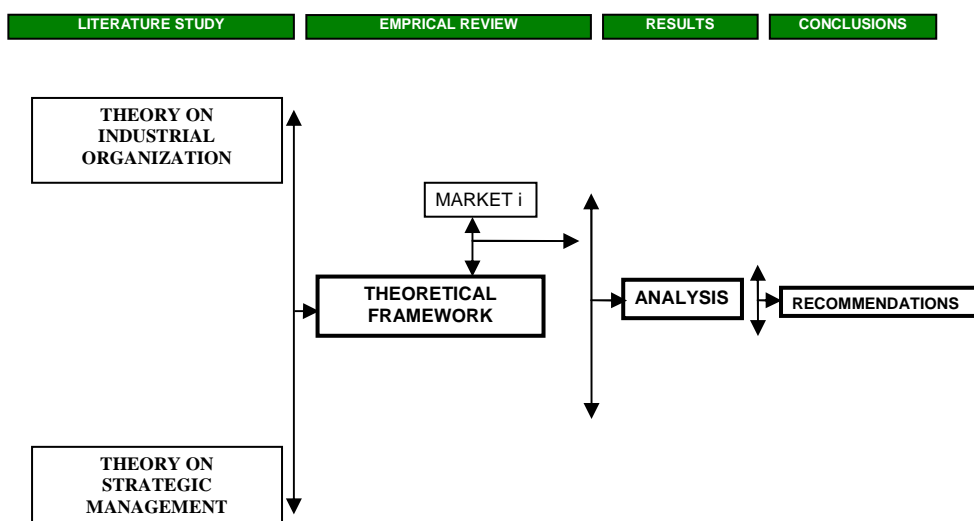 LITERATURE STUDY
EMPRICAL REVIEW
RESULTS
CONCLUSIONS
THEORY ON
INDUSTRIAL
ORGANIZATION
MARKET i
THEORETICAL
FRAMEWORK
ANALYSIS
RECOMMENDATIONS
THEORY ON
STRATEGIC
MANAGEMENT